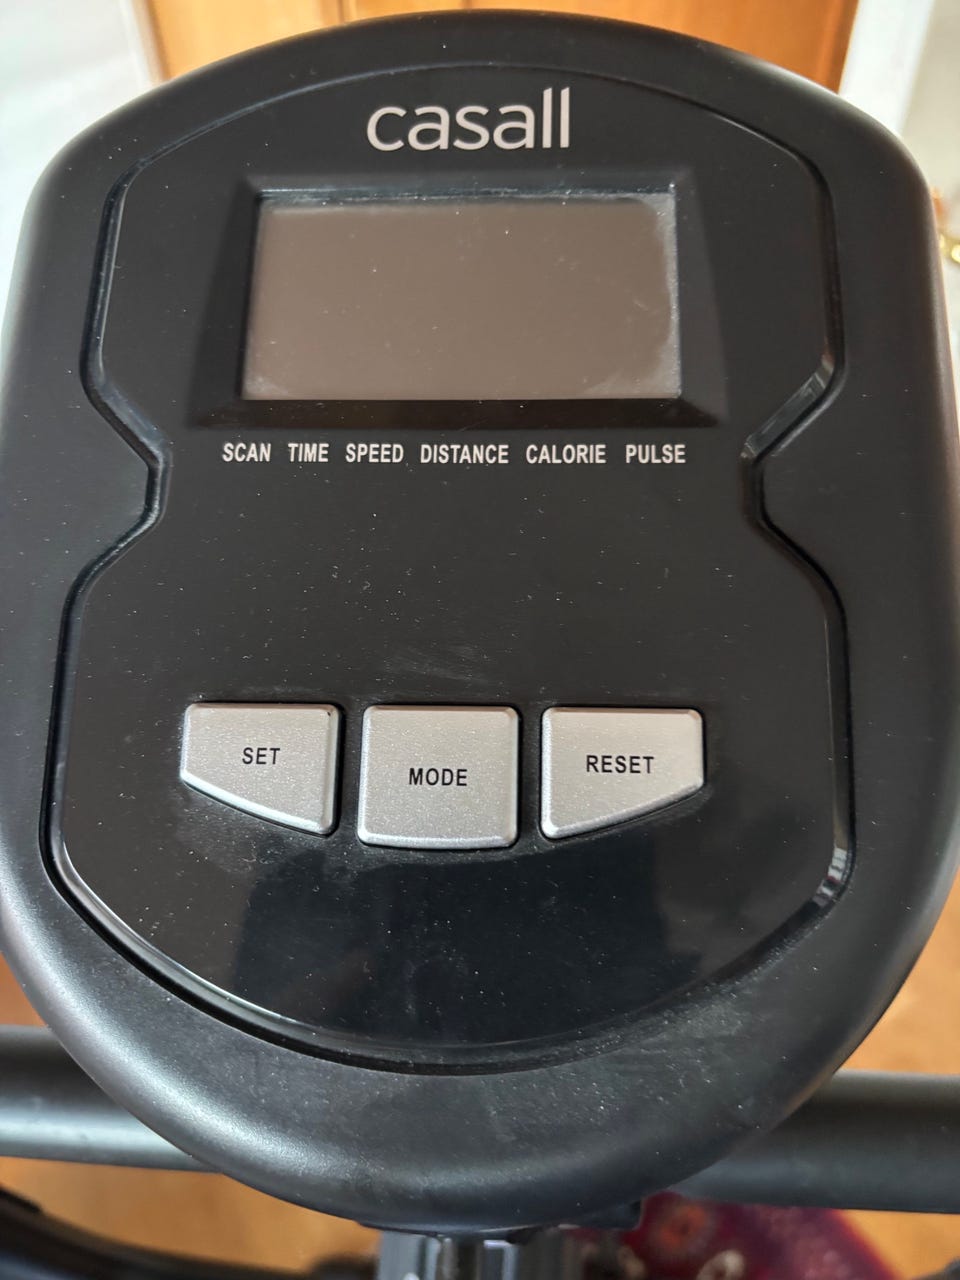 casall
SCAN TIME SPEED DISTANCE CALORIE PULSE
SET MODE RESET